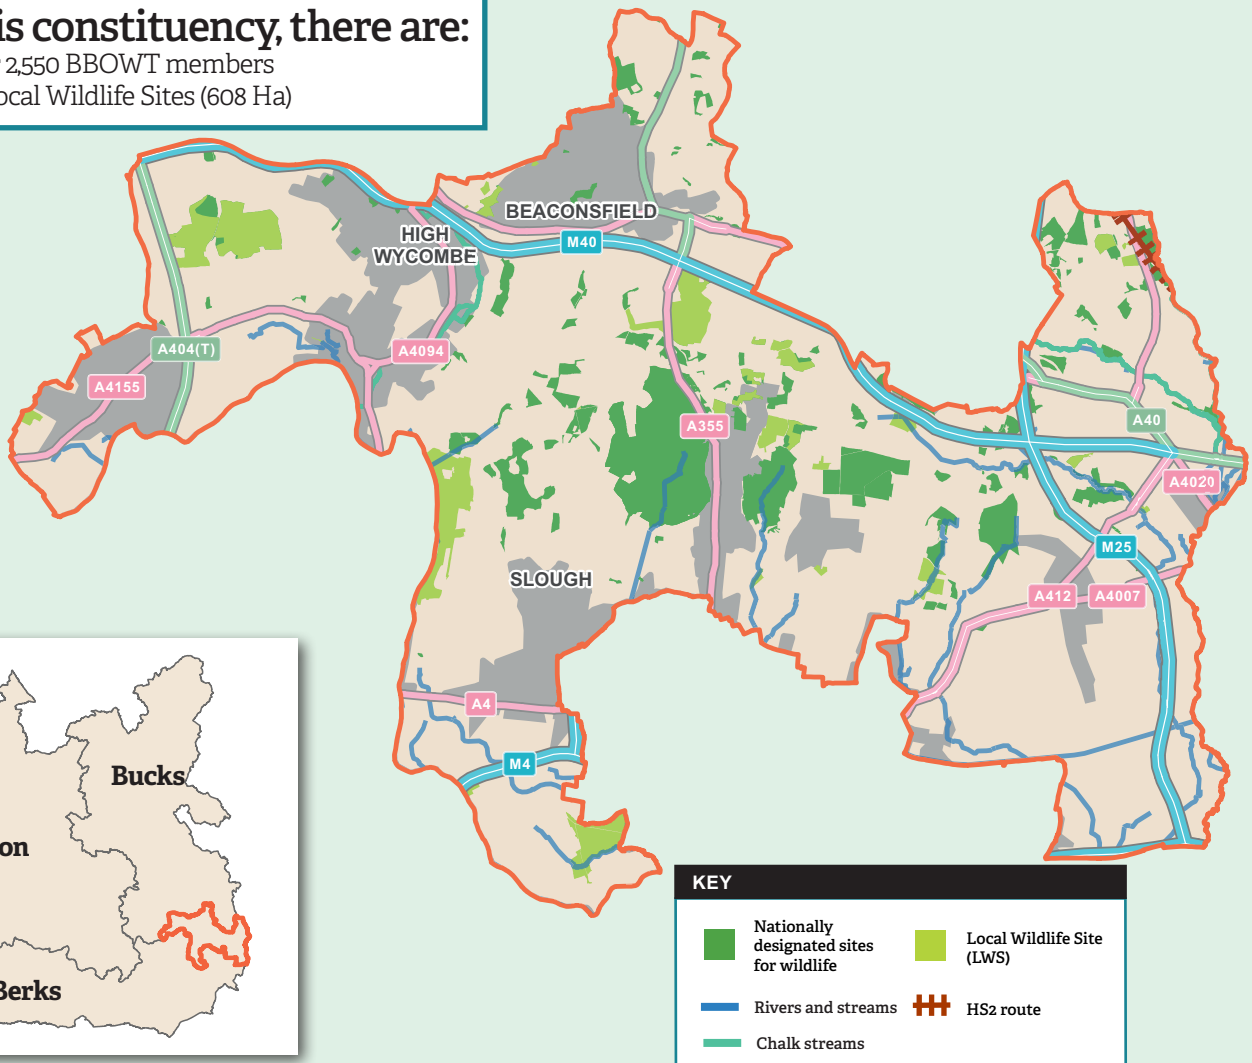 is constituency, there are:
2,550 BBOWT members
ocal Wildlife Sites (608 Ha)
BEACONSFIELD
HIGH
WYCOMBE
M40
A404(T)
A4094
A4155
A355
A40
A4020
M25
SLOUGH
A412
A4007
A4
M4
Bucks
on
Berks
KEY
Nationally
designated sites
for wildlife
Local Wildlife Site
(LWS)
Rivers and streams
HS2 route
Chalk streams